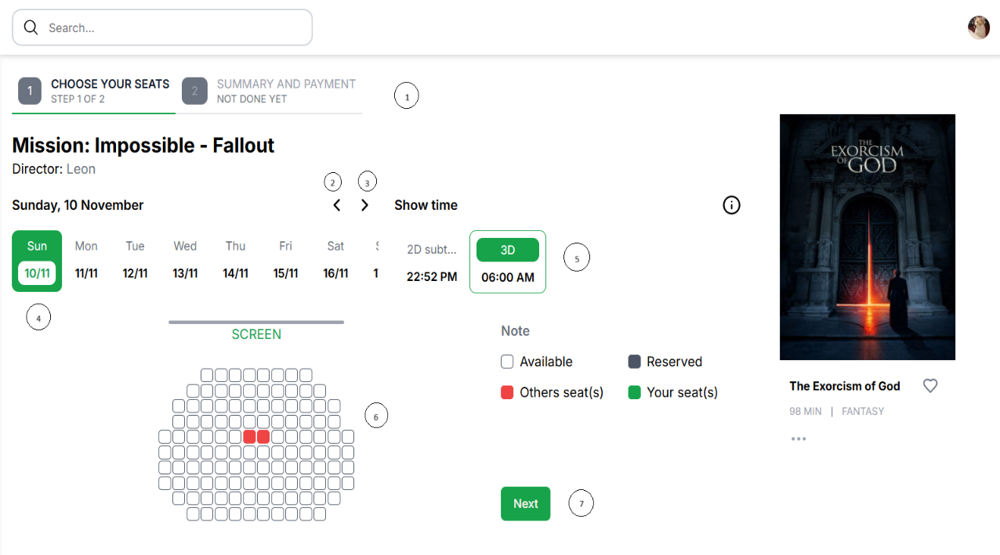 Search...
1 CHOOSE YOUR SEATS 2 SUMMARY AND PAYMENT
STEP 1 OF 2 NOT DONE YET
1
Mission: Impossible - Fallout
Director: Leon
2 3
Sunday, 10 November
Show time
Sun Mon Tue Wed Thu Fri Sat
10/11 11/11 12/11 13/11 14/11 15/11 16/11 1
2D subt... 3D
22:52 PM 06:00 AM
5
4
SCREEN
Note
Available Reserved
Others seat(s) Your seat(s)
6
Next
7
THE
EXORCISM
OF GOD
The Exorcism of God
98 MIN | FANTASY